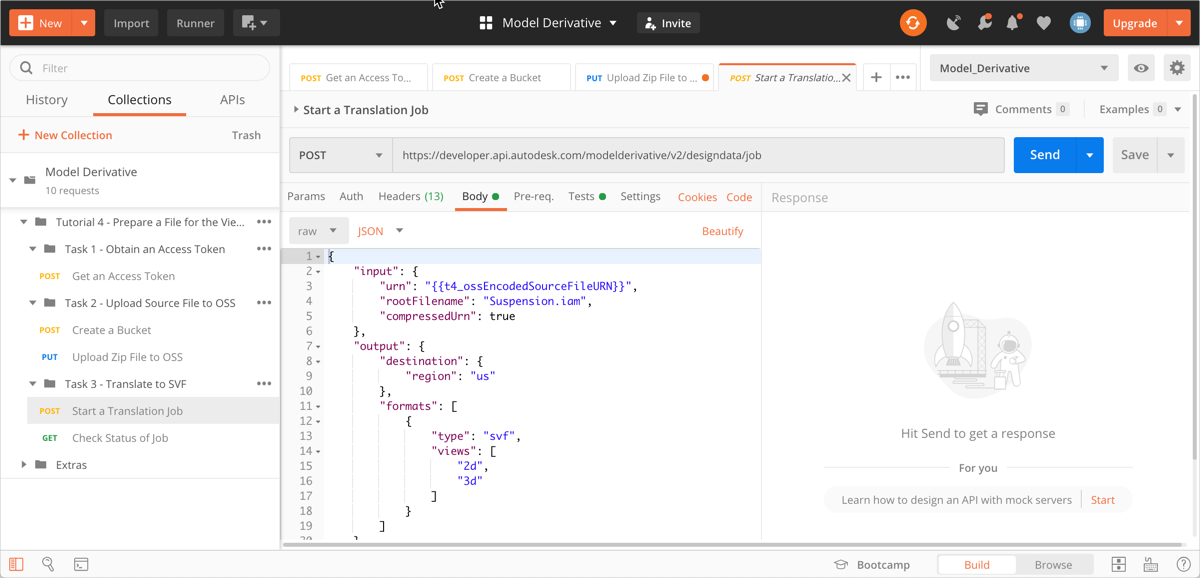 New Import Runner Model Derivative Invite Upgrade
Filter
History Collections APIs
+ New Collection Trash
Model Derivative
10 requests
Tutorial 4 - Prepare a File for the Vie... •••
Task 1 - Obtain an Access Token •••
POST Get an Access Token
Task 2 - Upload Source File to OSS •••
POST Create a Bucket
PUT Upload Zip File to OSS
Task 3 - Translate to SVF •••
POST Start a Translation Job
GET Check Status of Job
Extras
POST Get an Access To... POST Create a Bucket PUT Upload Zip File to ... POST Start a Translatio... + ••• Model_Derivative
Start a Translation Job Comments 0 Examples 0
POST https://developer.api.autodesk.com/modelderivative/v2/designdata/job Send Save
Params Auth Headers (13) Body Pre-req. Tests Settings Cookies Code Response
raw JSON Beautify
1 {
2 "input": {
3 "urn": "{{t4_ossEncodedSourceFileURN}}",
4 "rootFilename": "Suspension.iam",
5 "compressedUrn": true
6 },
7 "output": {
8 "destination": {
9 "region": "us"
10 },
11 "formats": [
12 {
13 "type": "svf",
14 "views": [
15 "2d",
16 "3d"
17 ]
18 }
19 ]
Hit Send to get a response
For you
Learn how to design an API with mock servers Start
Bootcamp Build Browse